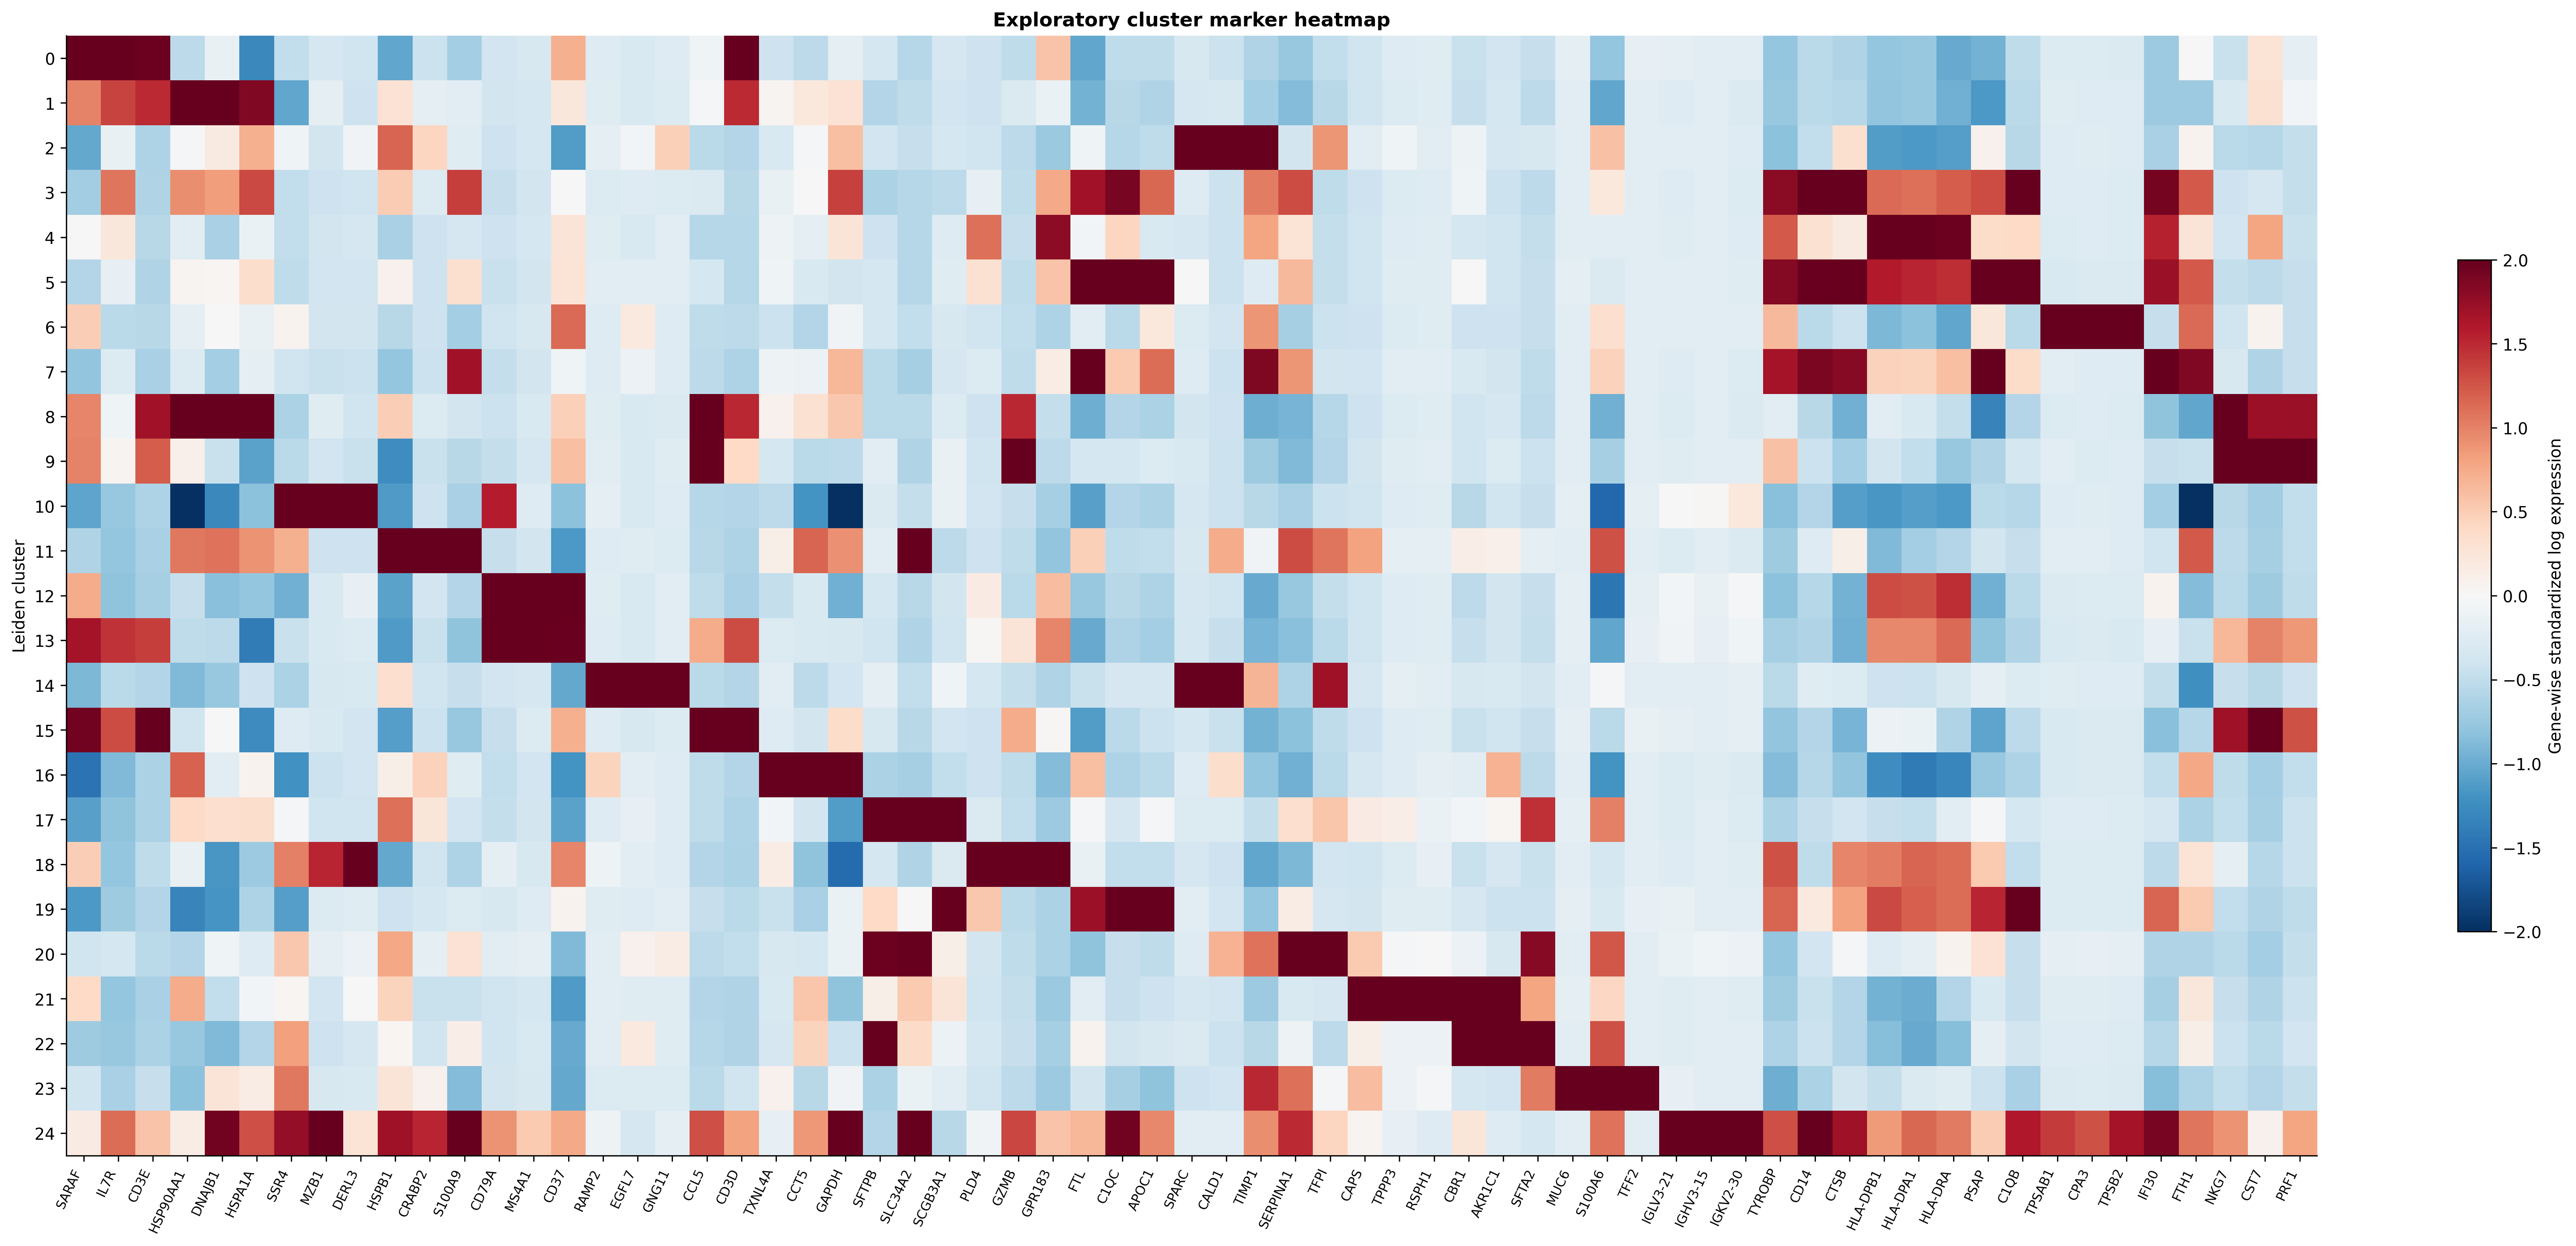 Exploratory cluster marker heatmap
Leiden cluster
0
1
2
3
4
5
6
7
8
9
10
11
12
13
14
15
16
17
18
19
20
21
22
23
24
SARAF
IL7R
CD3E
HSP90AA1
DNAJB1
HSPA1A
SSR4
MZB1
DERL3
HSPB1
CRABP2
S100A9
CD79A
MS4A1
CD37
RAMP2
EGFL7
GNG11
CCL5
CD3D
TXNL4A
CCT5
GAPDH
SFTPB
SLC34A2
SCGB3A1
PLD4
GZMB
GPR183
FTL
C1QC
APOC1
SPARC
CALD1
TIMP1
SERPINA1
TFPI
CAPS
TPPP3
RSPH1
CBR1
AKR1C1
SFTA2
MUC6
S100A6
TFF2
IGLV3-21
IGHV3-15
IGKV2-30
TYROBP
CD14
CTSB
HLA-DPB1
HLA-DPA1
HLA-DRA
PSAP
C1QB
TPSAB1
CPA3
TPSB2
IFI30
FTH1
NKG7
CST7
PRF1
2.0
1.5
1.0
0.5
0.0
−0.5
−1.0
−1.5
−2.0
Gene-wise standardized log expression